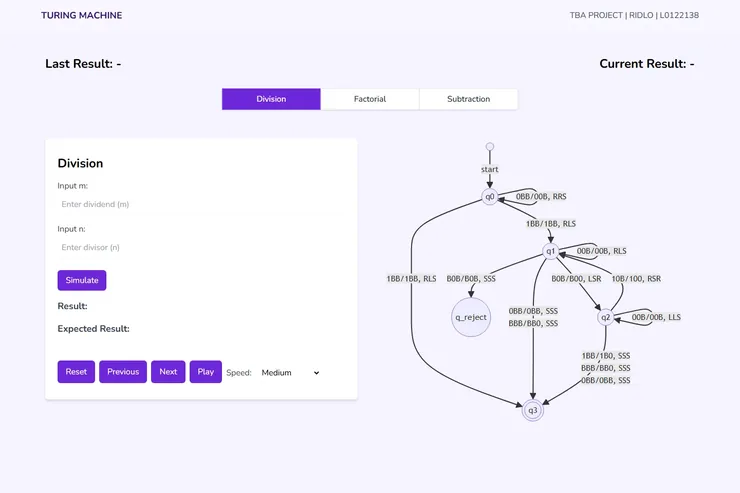 TURING MACHINE
TBA PROJECT | RIDLO | L0122138
Last Result: -
Current Result: -
Division
Factorial
Subtraction
Division
Input m:
Enter dividend (m)
Input n:
Enter divisor (n)
Simulate
Result:
Expected Result:
Reset
Previous
Next
Play
Speed:
Medium
start
q0
0BB/00B, RRS
1BB/1BB, RLS
q1
00B/00B, RLS
1BB/1BB, RLS
B0B/B0B, SSS
B0B/B00, LSR
10B/100, RSR
q_reject
0BB/0BB, SSS
BBB/BB0, SSS
q2
00B/00B, LLS
1BB/1B0, SSS
BBB/BB0, SSS
0BB/0BB, SSS
q3